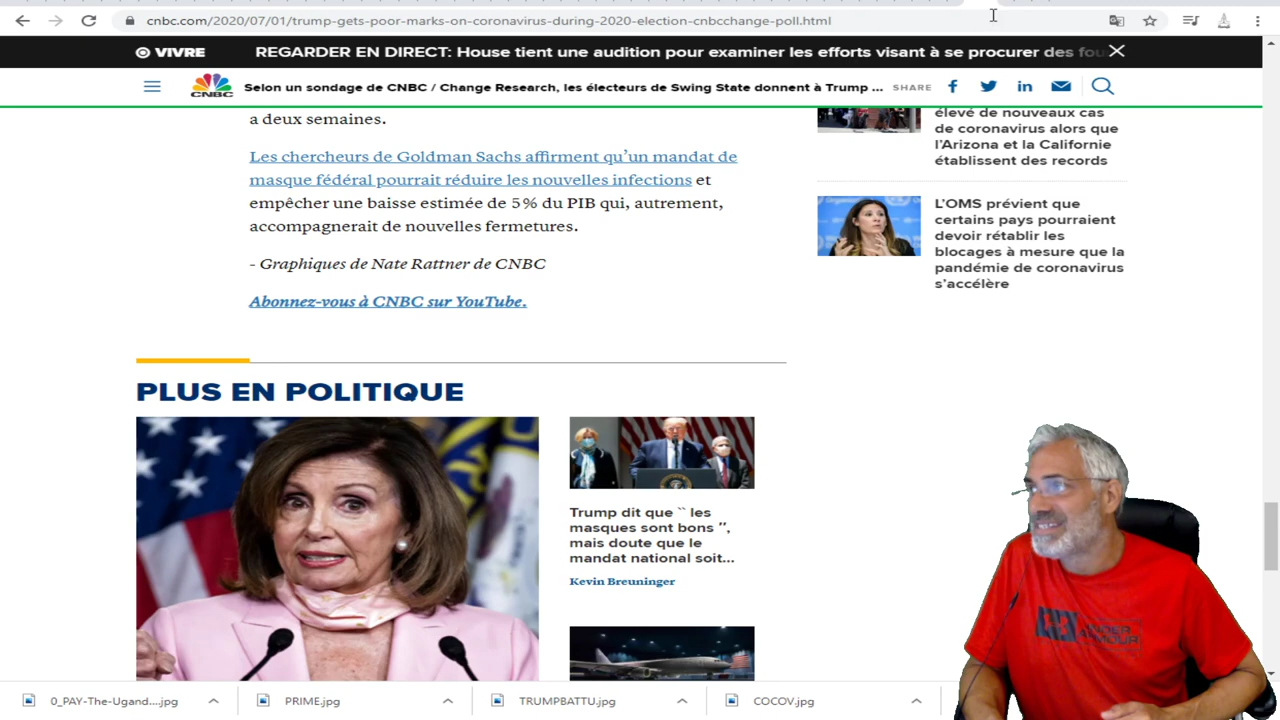 cnbc.com/2020/07/01/trump-gets-poor-marks-on-coronavirus-during-2020-election-cnbcchange-poll.html
VIVRE REGARDER EN DIRECT: House tient une audition pour examiner les efforts visant à se procurer des fou
CNBC Selon un sondage de CNBC / Change Research, les électeurs de Swing State donnent à Trump ... SHARE
a deux semaines.
Les chercheurs de Goldman Sachs affirment qu’un mandat de
masque fédéral pourrait réduire les nouvelles infections et
empêcher une baisse estimée de 5% du PIB qui, autrement,
accompagnerait de nouvelles fermetures.
- Graphiques de Nate Rattner de CNBC
Abonnez-vous à CNBC sur YouTube.
élevé de nouveaux cas
de coronavirus alors que
l’Arizona et la Californie
établissent des records
L’OMS prévient que
certains pays pourraient
devoir rétablir les
blocages à mesure que la
pandémie de coronavirus
s’accélère
PLUS EN POLITIQUE
Trump dit que `` les
masques sont bons ″,
mais doute que le
mandat national soit...
Kevin Breuninger
UNDER
ARMOUR
0_PAY-The-Ugand....jpg
PRIME.jpg
TRUMPBATTU.jpg
COCOV.jpg